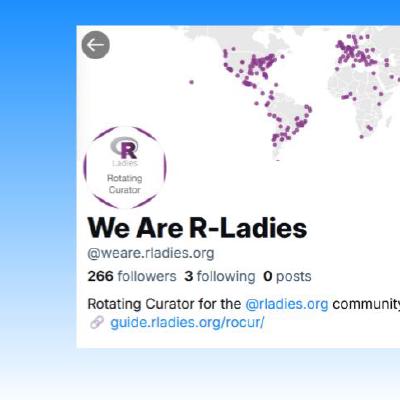 R
Ladies
Rotating
Curator
We Are R-Ladies
@weare.rladies.org
266 followers 3 following 0 posts
Rotating Curator for the @rladies.org community
guide.rladies.org/rocur/